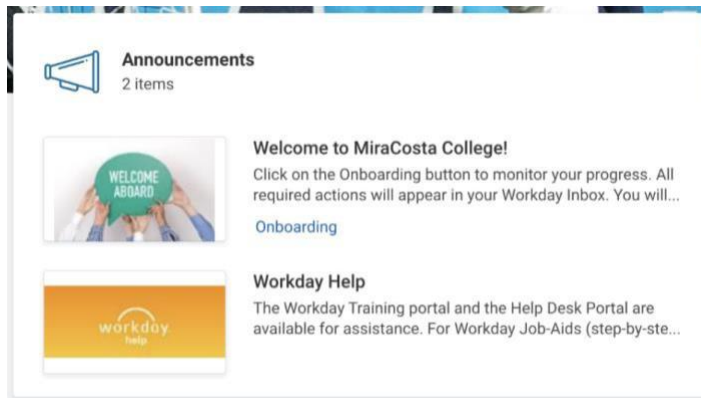 Announcements
2 items
WELCOME
ABOARD
Welcome to MiraCosta College!
Click on the Onboarding button to monitor your progress. All
required actions will appear in your Workday Inbox. You will...
Onboarding
workday
help
Workday Help
The Workday Training portal and the Help Desk Portal are
available for assistance. For Workday Job-Aids (step-by-ste...